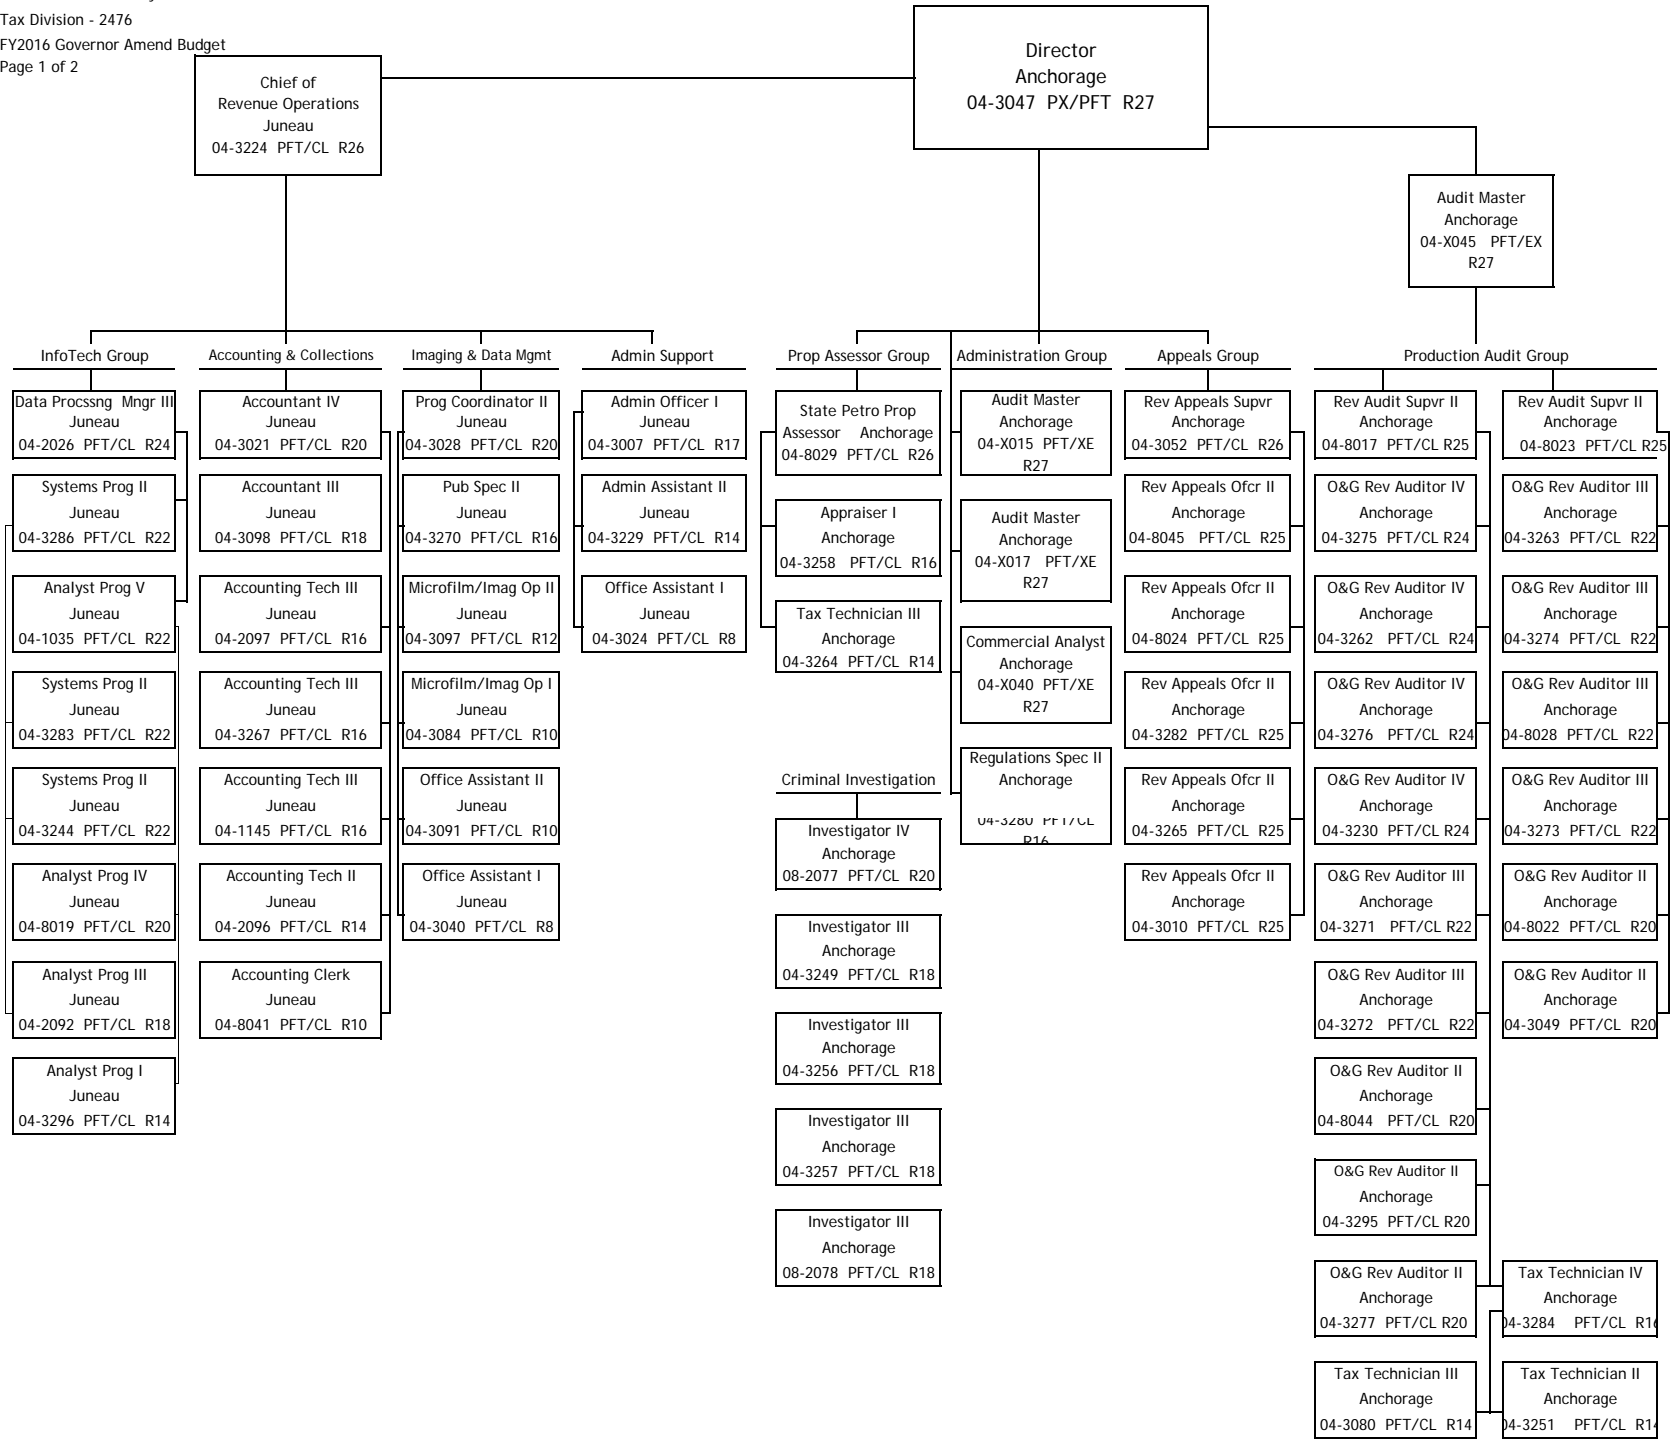 Tax Division - 2476
FY2016 Governor Amend Budget
Page 1 of 2
Director
Anchorage
04-3047 PX/PFT R27
Chief of
Revenue Operations
Juneau
04-3224 PFT/CL R26
Audit Master
Anchorage
04-X045 PFT/EX
R27
InfoTech Group
Data Procssng Mngr III
Juneau
04-2026 PFT/CL R24
Systems Prog II
Juneau
04-3286 PFT/CL R22
Analyst Prog V
Juneau
04-1035 PFT/CL R22
Systems Prog II
Juneau
04-3283 PFT/CL R22
Systems Prog II
Juneau
04-3244 PFT/CL R22
Analyst Prog IV
Juneau
04-8019 PFT/CL R20
Analyst Prog III
Juneau
04-2092 PFT/CL R18
Analyst Prog I
Juneau
04-3296 PFT/CL R14
Accounting & Collections
Accountant IV
Juneau
04-3021 PFT/CL R20
Accountant III
Juneau
04-3098 PFT/CL R18
Accounting Tech III
Juneau
04-2097 PFT/CL R16
Accounting Tech III
Juneau
04-3267 PFT/CL R16
Accounting Tech III
Juneau
04-1145 PFT/CL R16
Accounting Tech II
Juneau
04-2096 PFT/CL R14
Accounting Clerk
Juneau
04-8041 PFT/CL R10
Imaging & Data Mgmt
Prog Coordinator II
Juneau
04-3028 PFT/CL R20
Pub Spec II
Juneau
04-3270 PFT/CL R16
Microfilm/Imag Op II
Juneau
04-3097 PFT/CL R12
Microfilm/Imag Op I
Juneau
04-3084 PFT/CL R10
Office Assistant II
Juneau
04-3091 PFT/CL R10
Office Assistant I
Juneau
04-3040 PFT/CL R8
Admin Support
Admin Officer I
Juneau
04-3007 PFT/CL R17
Admin Assistant II
Juneau
04-3229 PFT/CL R14
Office Assistant I
Juneau
04-3024 PFT/CL R8
Prop Assessor Group
State Petro Prop
Assessor Anchorage
04-8029 PFT/CL R26
Appraiser I
Anchorage
04-3258 PFT/CL R16
Tax Technician III
Anchorage
04-3264 PFT/CL R14
Criminal Investigation
Investigator IV
Anchorage
08-2077 PFT/CL R20
Investigator III
Anchorage
04-3249 PFT/CL R18
Investigator III
Anchorage
04-3256 PFT/CL R18
Investigator III
Anchorage
04-3257 PFT/CL R18
Investigator III
Anchorage
08-2078 PFT/CL R18
Administration Group
Audit Master
Anchorage
04-X015 PFT/XE
R27
Audit Master
Anchorage
04-X017 PFT/XE
R27
Commercial Analyst
Anchorage
04-X040 PFT/XE
R27
Regulations Spec II
Anchorage
04-3280 PFT/CL
R16
Appeals Group
Rev Appeals Supvr
Anchorage
04-3052 PFT/CL R26
Rev Appeals Ofcr II
Anchorage
04-8045 PFT/CL R25
Rev Appeals Ofcr II
Anchorage
04-8024 PFT/CL R25
Rev Appeals Ofcr II
Anchorage
04-3282 PFT/CL R25
Rev Appeals Ofcr II
Anchorage
04-3265 PFT/CL R25
Rev Appeals Ofcr II
Anchorage
04-3010 PFT/CL R25
Production Audit Group
Rev Audit Supvr II
Anchorage
04-8017 PFT/CL R25
O&G Rev Auditor IV
Anchorage
04-3275 PFT/CL R24
O&G Rev Auditor IV
Anchorage
04-3262 PFT/CL R24
O&G Rev Auditor IV
Anchorage
04-3276 PFT/CL R24
O&G Rev Auditor IV
Anchorage
04-3230 PFT/CL R24
O&G Rev Auditor III
Anchorage
04-3271 PFT/CL R22
O&G Rev Auditor III
Anchorage
04-3272 PFT/CL R22
O&G Rev Auditor II
Anchorage
04-8044 PFT/CL R20
O&G Rev Auditor II
Anchorage
04-3295 PFT/CL R20
O&G Rev Auditor II
Anchorage
04-3277 PFT/CL R20
Tax Technician III
Anchorage
04-3080 PFT/CL R14
Rev Audit Supvr II
Anchorage
04-8023 PFT/CL R25
O&G Rev Auditor III
Anchorage
04-3263 PFT/CL R22
O&G Rev Auditor III
Anchorage
04-3274 PFT/CL R22
O&G Rev Auditor III
Anchorage
04-8028 PFT/CL R22
O&G Rev Auditor III
Anchorage
04-3273 PFT/CL R22
O&G Rev Auditor II
Anchorage
04-8022 PFT/CL R20
O&G Rev Auditor II
Anchorage
04-3049 PFT/CL R20
Tax Technician IV
Anchorage
04-3284 PFT/CL R16
Tax Technician II
Anchorage
04-3251 PFT/CL R14